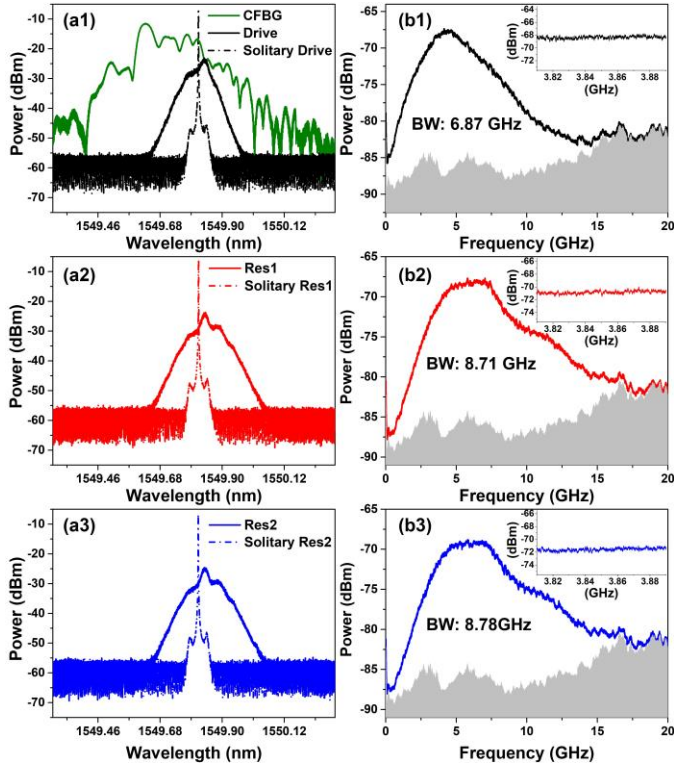 (a1)
CFBG
Drive
Solitary Drive
Power (dBm)
-10
-20
-30
-40
-50
-60
-70
1549.46 1549.68 1549.90 1550.12
Wavelength (nm)
(b1)
BW: 6.87 GHz
Power (dBm)
-65
-70
-75
-80
-85
-90
0 5 10 15 20
Frequency (GHz)
(dBm)
-64
-66
-68
-70
-72
3.82 3.84 3.86 3.88
(GHz)
(a2)
Res1
Solitary Res1
Power (dBm)
-10
-20
-30
-40
-50
-60
-70
1549.46 1549.68 1549.90 1550.12
Wavelength (nm)
(b2)
BW: 8.71 GHz
Power (dBm)
-65
-70
-75
-80
-85
-90
0 5 10 15 20
Frequency (GHz)
(dBm)
-66
-68
-70
-72
-74
3.82 3.84 3.86 3.88
(GHz)
(a3)
Res2
Solitary Res2
Power (dBm)
-10
-20
-30
-40
-50
-60
-70
1549.46 1549.68 1549.90 1550.12
Wavelength (nm)
(b3)
BW: 8.78GHz
Power (dBm)
-65
-70
-75
-80
-85
-90
0 5 10 15 20
Frequency (GHz)
(dBm)
-64
-66
-68
-70
-72
3.82 3.84 3.86 3.88
(GHz)